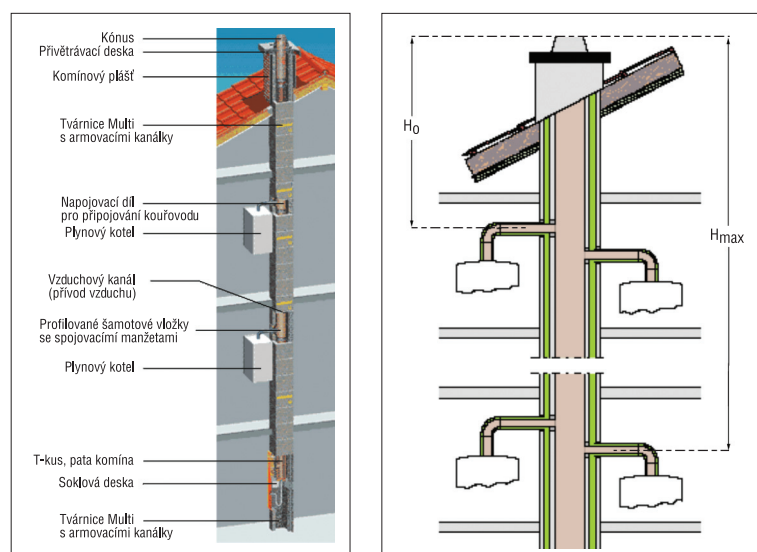 Kónus
Přivětrávací deska
Komínový plášť
Tvárnice Multi
s armovacími kanálky
Napojovací díl
pro připojování kouřovodu
Plynový kotel
Vzduchový kanál
(přívod vzduchu)
Profilované šamotové vložky
se spojovacími manžetami
Plynový kotel
T-kus, pata komína
Soklová deska
Tvárnice Multi
s armovacími kanálky
Ho
Hmax